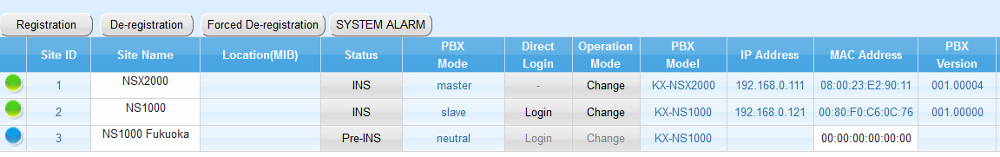 Registration De-registration Forced De-registration SYSTEM ALARM
Site ID Site Name Location(MIB) Status PBX Mode Direct Login Operation Mode PBX Model IP Address MAC Address PBX Version
1 NSX2000 INS master - Change KX-NSX2000 192.168.0.111 08:00:23:E2:90:11 001.00004
2 NS1000 INS slave Login Change KX-NS1000 192.168.0.121 00:80:F0:C6:0C:76 001.00000
3 NS1000 Fukuoka Pre-INS neutral Login Change KX-NS1000 00:00:00:00:00:00